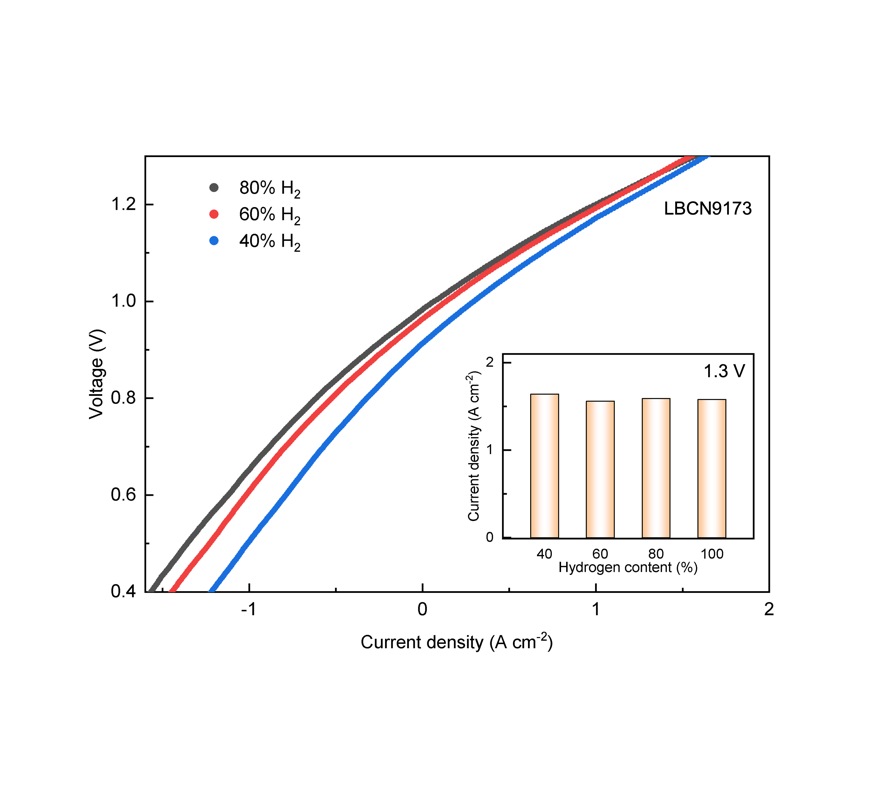 80% H2
60% H2
40% H2
LBCN9173
1.2
1.0
0.8
0.6
0.4
Voltage (V)
-1
0
1
2
Current density (A cm-2)
1.3 V
2
1
0
Current density (A cm-2)
40
60
80
100
Hydrogen content (%)